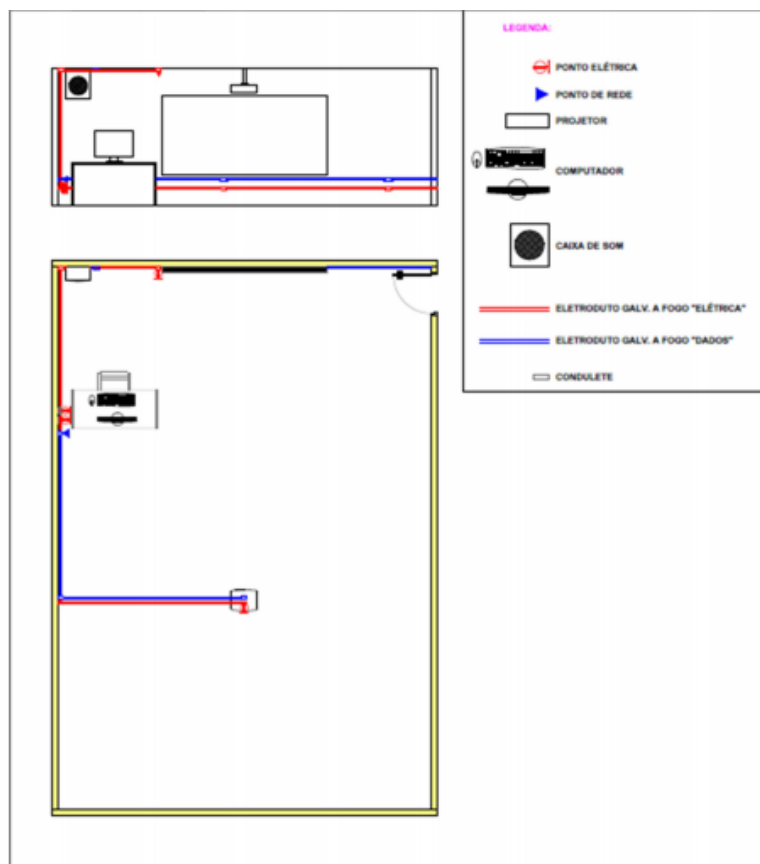 LEGENDA:
PONTO ELÉTRICA
PONTO DE REDE
PROJETOR
COMPUTADOR
CAIXA DE SOM
ELETRODUTO GALV. A FOGO "ELÉTRICA"
ELETRODUTO GALV. A FOGO "DADOS"
CONDULETE